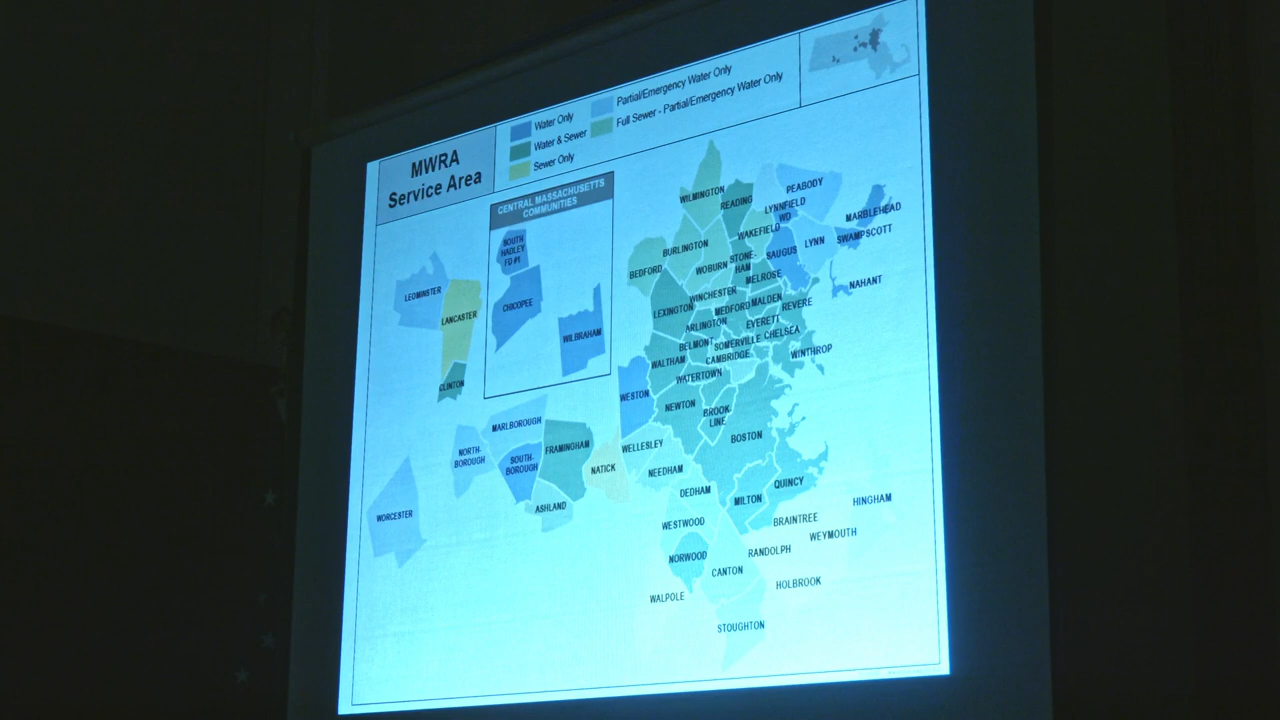 MWRA
Service Area
Water Only
Water & Sewer
Sewer Only
Partial/Emergency Water Only
Full Sewer - Partial/Emergency Water Only
CENTRAL MASSACHUSETTS
COMMUNITIES
SOUTH
HADLEY
FD #1
CHICOPEE
WILBRAHAM
LEOMINSTER
LANCASTER
CLINTON
WILMINGTON
READING
PEABODY
LYNNFIELD
WD
MARBLEHEAD
WAKEFIELD
SWAMPSCOTT
LYNN
BURLINGTON
SAUGUS
BEDFORD
WOBURN
STONE-
HAM
MELROSE
NAHANT
WINCHESTER
LEXINGTON
MEDFORD
MALDEN
REVERE
ARLINGTON
EVERETT
CHELSEA
BELMONT
SOMERVILLE
WALTHAM
CAMBRIDGE
WINTHROP
WATERTOWN
WESTON
NEWTON
BROOK
LINE
BOSTON
MARLBOROUGH
NORTH-
BOROUGH
SOUTH-
BOROUGH
FRAMINGHAM
WELLESLEY
NATICK
NEEDHAM
ASHLAND
WORCESTER
DEDHAM
MILTON
QUINCY
HINGHAM
WESTWOOD
BRAINTREE
WEYMOUTH
NORWOOD
RANDOLPH
CANTON
HOLBROOK
WALPOLE
STOUGHTON